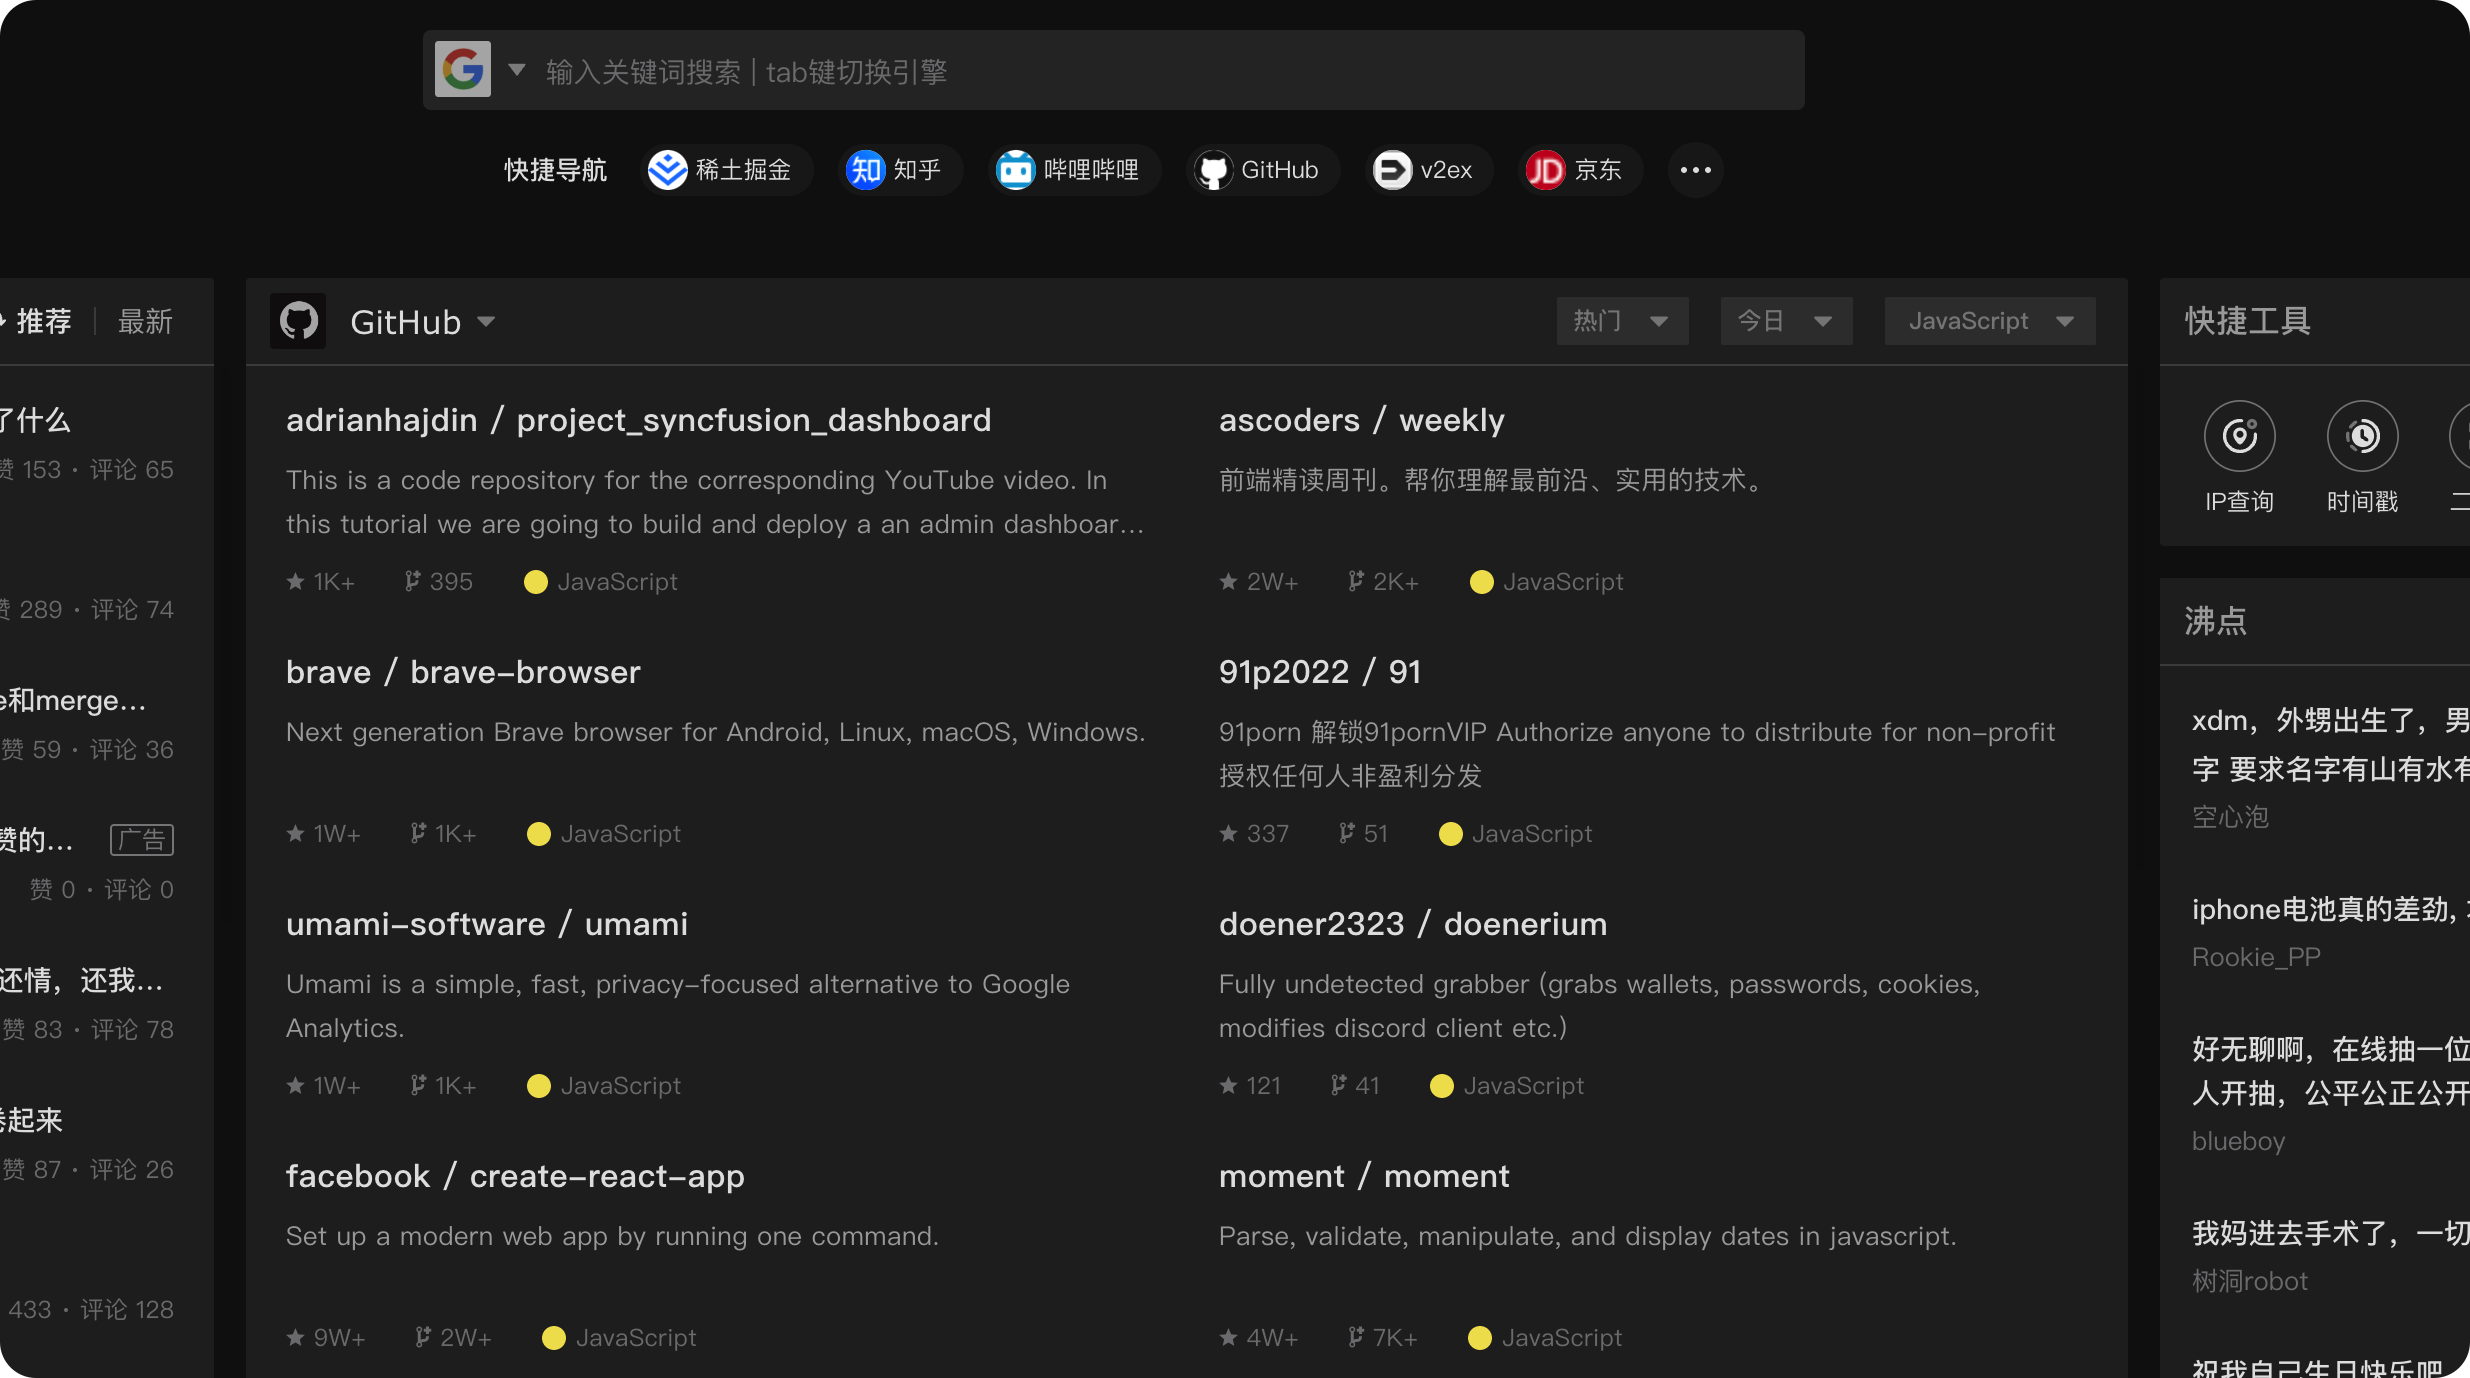 输入关键词搜索 | tab键切换引擎
快捷导航
稀土掘金
知乎
哔哩哔哩
GitHub
v2ex
JD
京东
推荐
最新
了什么
赞 153 · 评论 65
赞 289 · 评论 74
e和merge...
赞 59 · 评论 36
赞的...
广告
赞 0 · 评论 0
还情，还我...
赞 83 · 评论 78
卷起来
赞 87 · 评论 26
433 · 评论 128
GitHub
热门
今日
JavaScript
adrianhajdin / project_syncfusion_dashboard
This is a code repository for the corresponding YouTube video. In
this tutorial we are going to build and deploy a an admin dashboar...
1K+
395
JavaScript
ascoders / weekly
前端精读周刊。帮你理解最前沿、实用的技术。
2W+
2K+
JavaScript
brave / brave-browser
Next generation Brave browser for Android, Linux, macOS, Windows.
1W+
1K+
JavaScript
91p2022 / 91
91porn 解锁91pornVIP Authorize anyone to distribute for non-profit
授权任何人非盈利分发
337
51
JavaScript
umami-software / umami
Umami is a simple, fast, privacy-focused alternative to Google
Analytics.
1W+
1K+
JavaScript
doener2323 / doenerium
Fully undetected grabber (grabs wallets, passwords, cookies,
modifies discord client etc.)
121
41
JavaScript
facebook / create-react-app
Set up a modern web app by running one command.
9W+
2W+
JavaScript
moment / moment
Parse, validate, manipulate, and display dates in javascript.
4W+
7K+
JavaScript
快捷工具
IP查询
时间戳
二
沸点
xdm，外甥出生了，男
字 要求名字有山有水有
空心泡
iphone电池真的差劲,
Rookie_PP
好无聊啊，在线抽一位
人开抽，公平公正公开
blueboy
我妈进去手术了，一切
树洞robot
祝我自己生日快乐吧